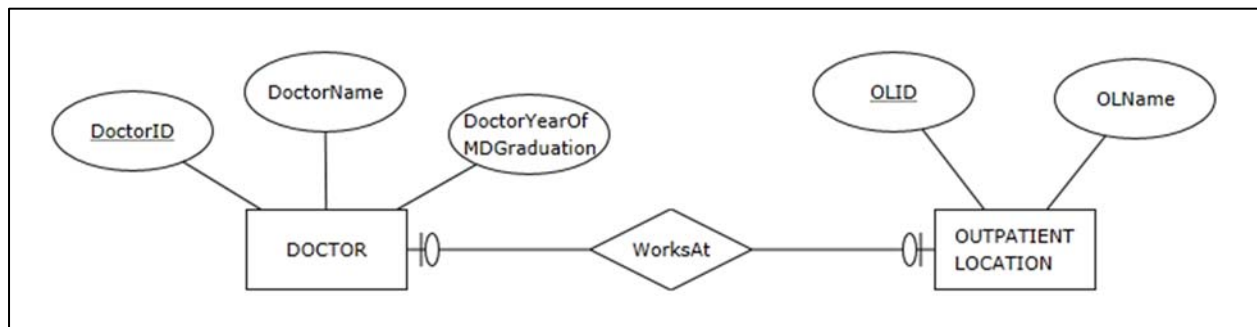 DoctorID
DoctorName
DoctorYearOf
MDGraduation
OLID
OLName
DOCTOR
WorksAt
OUTPATIENT
LOCATION